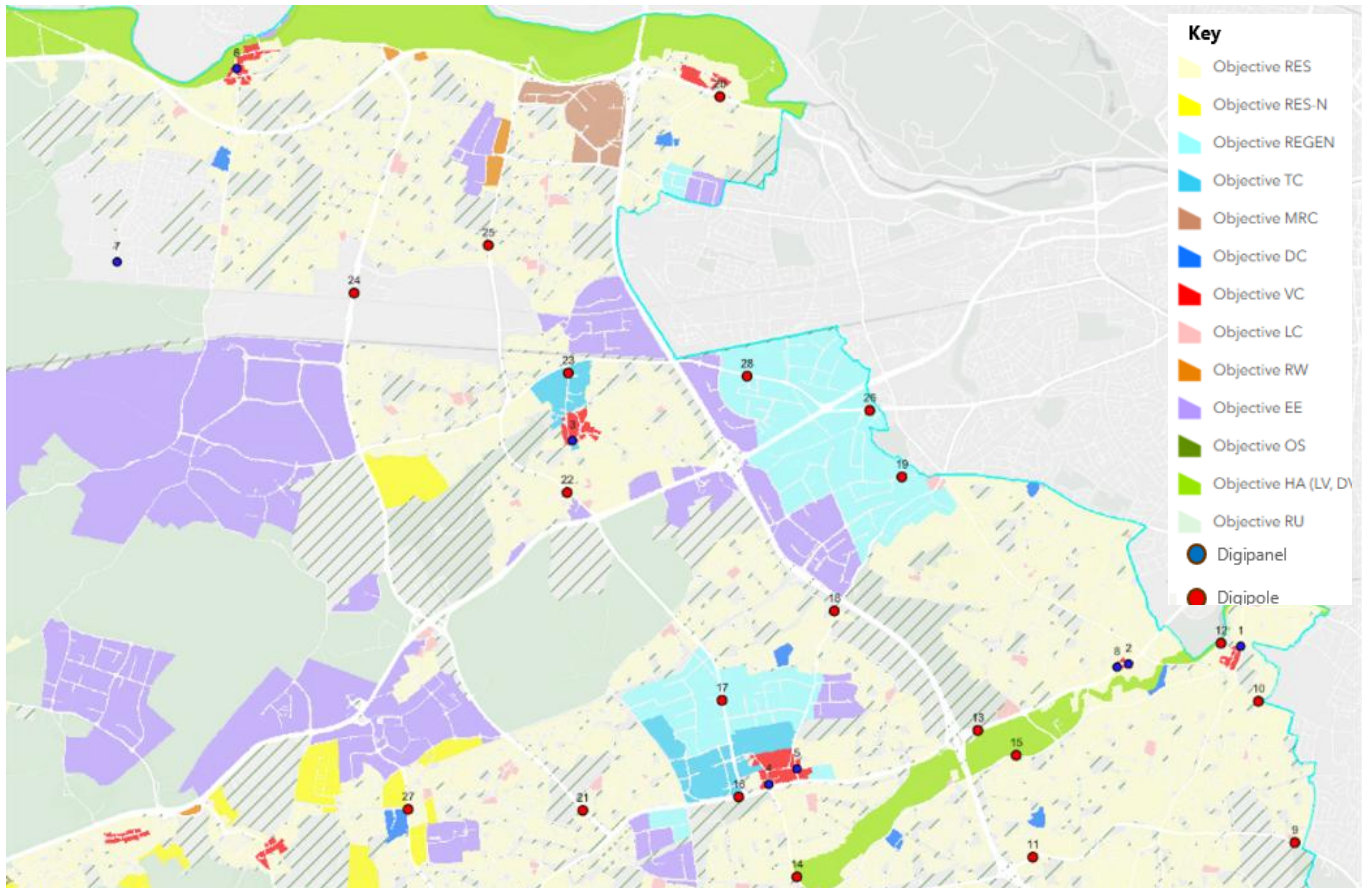 Key
Objective RES
Objective RES-N
Objective REGEN
Objective TC
Objective MRC
Objective DC
Objective VC
Objective LC
Objective RW
Objective EE
Objective OS
Objective HA (LV, DV
Objective RU
Digipanel
Digipole
6
20
7
25
24
23
28
26
3
19
22
18
12
1
8
2
17
10
13
15
5
4
16
27
21
11
9
14